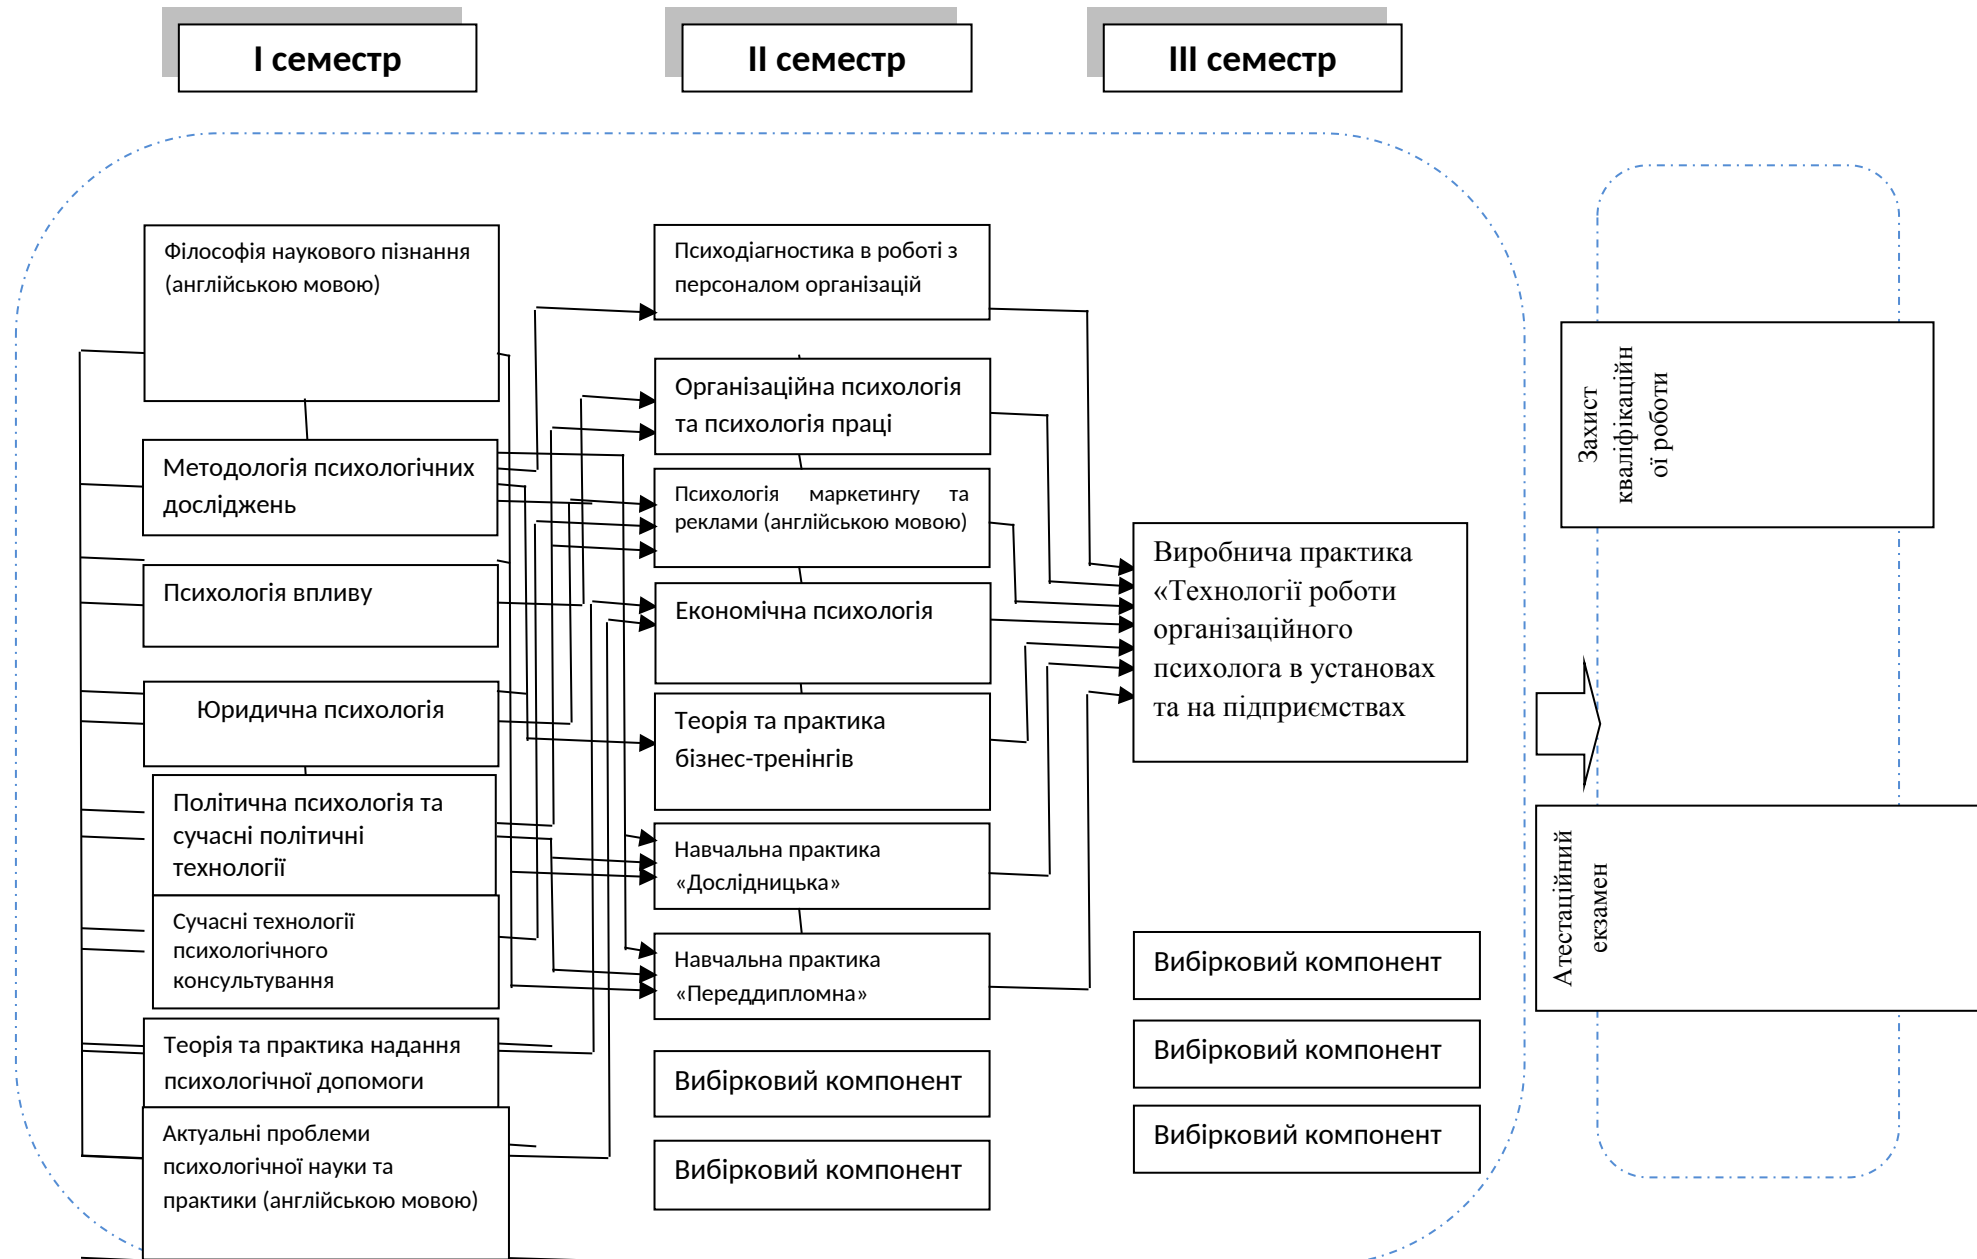 І семестр
ІІ семестр
ІІІ семестр
Філософія наукового пізнання
(англійською мовою)
Методологія психологічних
досліджень
Психологія впливу
Юридична психологія
Політична психологія та
сучасні політичні
технології
Сучасні технології
психологічного
консультування
Теорія та практика надання
психологічної допомоги
Актуальні проблеми
психологічної науки та
практики (англійською мовою)
Психодіагностика в роботі з
персоналом організацій
Організаційна психологія
та психологія праці
Психологія маркетингу та
реклами (англійською мовою)
Економічна психологія
Теорія та практика
бізнес-тренінгів
Навчальна практика
«Дослідницька»
Навчальна практика
«Переддипломна»
Вибірковий компонент
Вибірковий компонент
Виробнича практика
«Технології роботи
організаційного
психолога в установах
та на підприємствах
Вибірковий компонент
Вибірковий компонент
Вибірковий компонент
Захист
кваліфікаційн
ої роботи
Атестаційний
екзамен